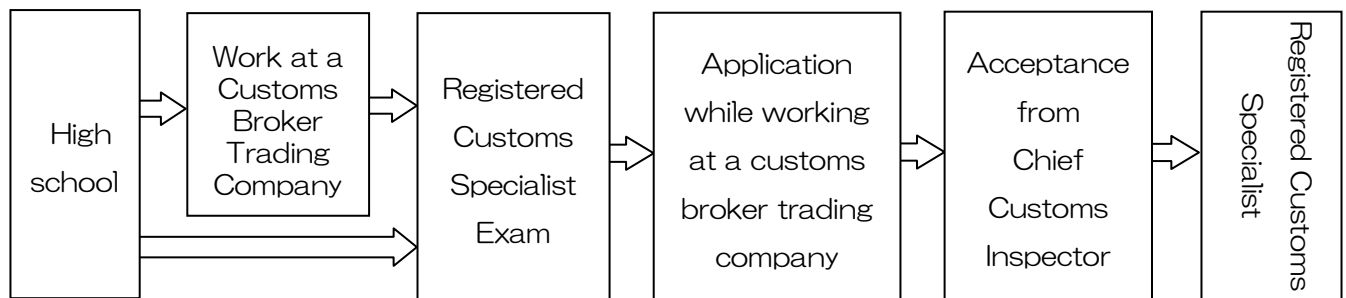 High
school
Work at a
Customs
Broker
Trading
Company
Registered
Customs
Specialist
Exam
Application
while working
at a customs
broker trading
company
Acceptance
from
Chief
Customs
Inspector
Registered Customs
Specialist